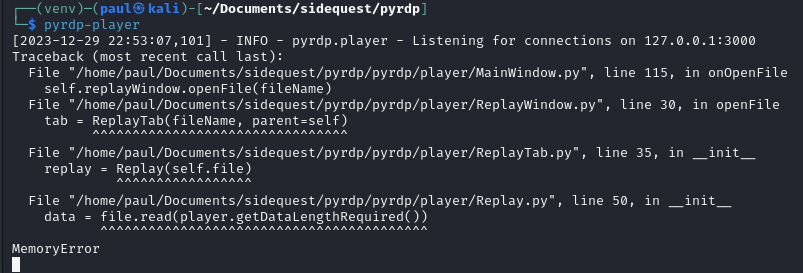 ┌──(venv)─(paul㉿kali)-[~/Documents/sidequest/pyrdp]
└─$ pyrdp-player
[2023-12-29 22:53:07,101] - INFO - pyrdp.player - Listening for connections on 127.0.0.1:3000
Traceback (most recent call last):
  File "/home/paul/Documents/sidequest/pyrdp/pyrdp/player/MainWindow.py", line 115, in onOpenFile
    self.replayWindow.openFile(fileName)
  File "/home/paul/Documents/sidequest/pyrdp/pyrdp/player/ReplayWindow.py", line 30, in openFile
    tab = ReplayTab(fileName, parent=self)
          ^^^^^^^^^^^^^^^^^^^^^^^^^^^^^^^^
  File "/home/paul/Documents/sidequest/pyrdp/pyrdp/player/ReplayTab.py", line 35, in __init__
    replay = Replay(self.file)
             ^^^^^^^^^^^^^^^^^
  File "/home/paul/Documents/sidequest/pyrdp/pyrdp/player/Replay.py", line 50, in __init__
    data = file.read(player.getDataLengthRequired())
           ^^^^^^^^^^^^^^^^^^^^^^^^^^^^^^^^^^^^^^^^^
MemoryError